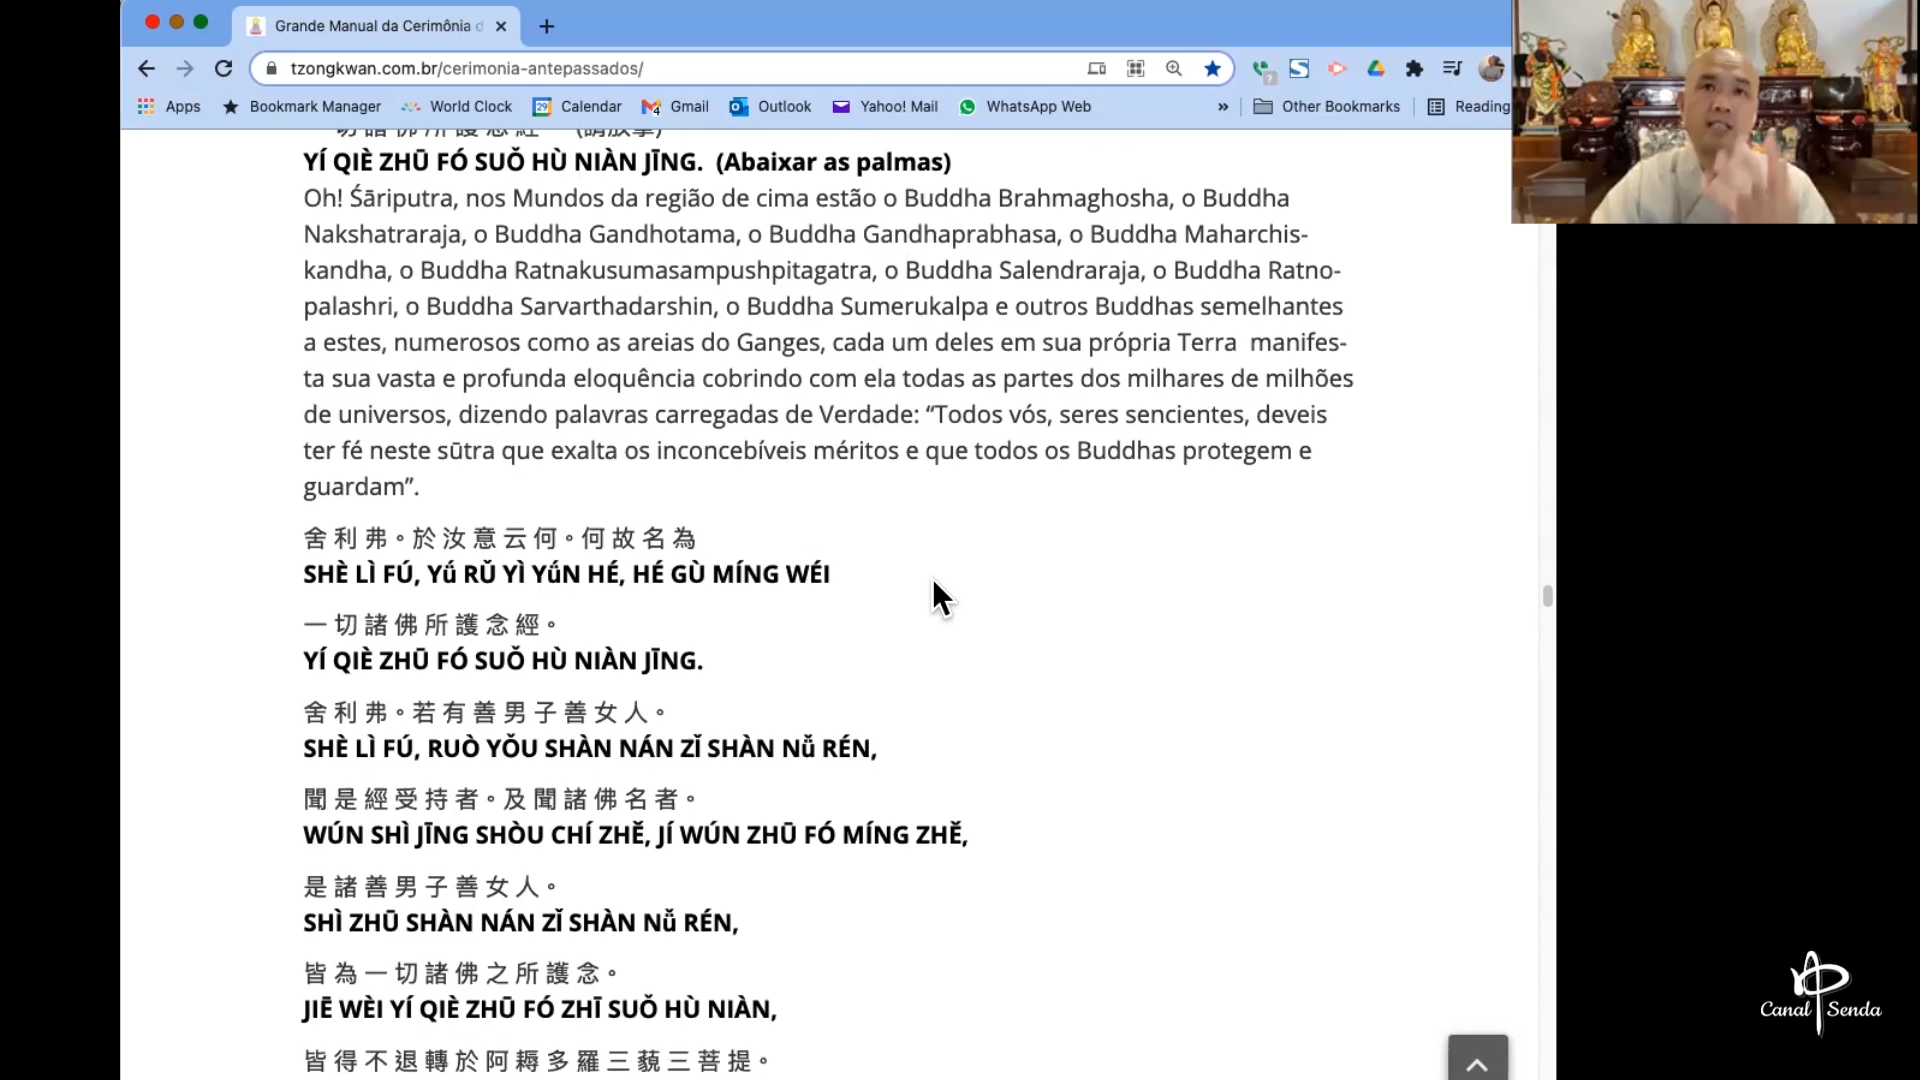 Grande Manual da Cerimônia d
tzongkwan.com.br/cerimonia-antepassados/
Apps Bookmark Manager World Clock Calendar Gmail Outlook Yahoo! Mail WhatsApp Web » Other Bookmarks Reading
一切諸佛所護念經 (請放掌)
YÍ QIÈ ZHŪ FÓ SUǑ HÙ NIÀN JĪNG. (Abaixar as palmas)
Oh! Śāriputra, nos Mundos da região de cima estão o Buddha Brahmaghosha, o Buddha
Nakshatraraja, o Buddha Gandhotama, o Buddha Gandhaprabhasa, o Buddha Maharchis-
kandha, o Buddha Ratnakusumasampushpitagatra, o Buddha Salendraraja, o Buddha Ratno-
palashri, o Buddha Sarvarthadarshin, o Buddha Sumerukalpa e outros Buddhas semelhantes
a estes, numerosos como as areias do Ganges, cada um deles em sua própria Terra manifes-
ta sua vasta e profunda eloquência cobrindo com ela todas as partes dos milhares de milhões
de universos, dizendo palavras carregadas de Verdade: “Todos vós, seres sencientes, deveis
ter fé neste sūtra que exalta os inconcebíveis méritos e que todos os Buddhas protegem e
guardam”.
舍利弗。於汝意云何。何故名為
SHÈ LÌ FÚ, Yǘ RǓ YÌ YǘN HÉ, HÉ GÙ MÍNG WÉI
一切諸佛所護念經。
YÍ QIÈ ZHŪ FÓ SUǑ HÙ NIÀN JĪNG.
舍利弗。若有善男子善女人。
SHÈ LÌ FÚ, RUÒ YǑU SHÀN NÁN ZǏ SHÀN Nǚ RÉN,
聞是經受持者。及聞諸佛名者。
WÚN SHÌ JĪNG SHÒU CHÍ ZHĚ, JÍ WÚN ZHŪ FÓ MÍNG ZHĚ,
是諸善男子善女人。
SHÌ ZHŪ SHÀN NÁN ZǏ SHÀN Nǚ RÉN,
皆為一切諸佛之所護念。
JIĒ WÈI YÍ QIÈ ZHŪ FÓ ZHĪ SUǑ HÙ NIÀN,
皆得不退轉於阿耨多羅三藐三菩提。
Canal Senda